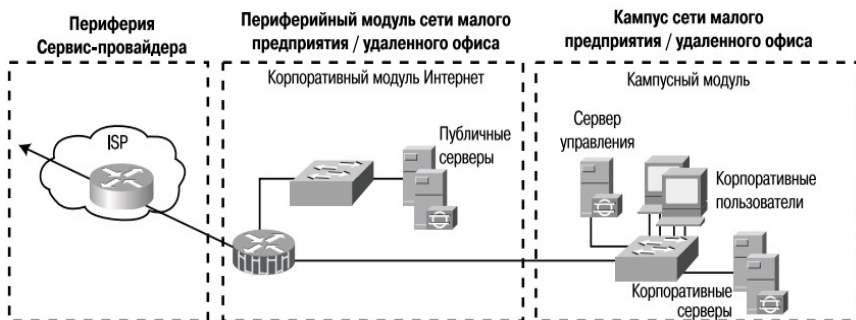 Периферия
Сервис-провайдера
Периферийный модуль сети малого
предприятия / удаленного офиса
Кампус сети малого
предприятия / удаленного офиса
Корпоративный модуль Интернет
Кампусный модуль
ISP
Публичные
серверы
Сервер
управления
Корпоративные
пользователи
Корпоративные
серверы